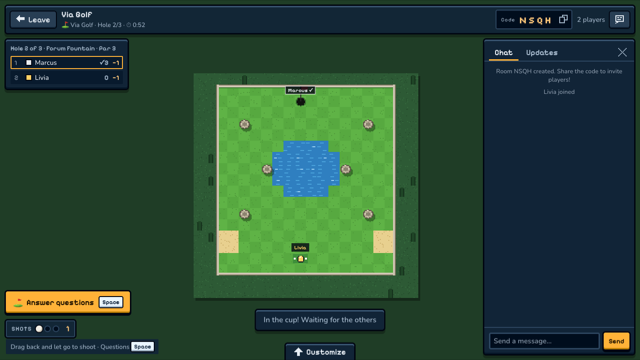 Leave
Via Golf
Via Golf · Hole 2/3 · 0:52
Code NSQH
2 players
Hole 2 of 3 · Forum Fountain · Par 3
1 Marcus ✓3 -1
2 Livia 0 -1
Marcus ✓
Livia
Chat
Updates
Room NSQH created. Share the code to invite
players!
Livia joined
Answer questions Space
SHOTS 1
Drag back and let go to shoot · Questions Space
In the cup! Waiting for the others
Customize
Send a message...
Send